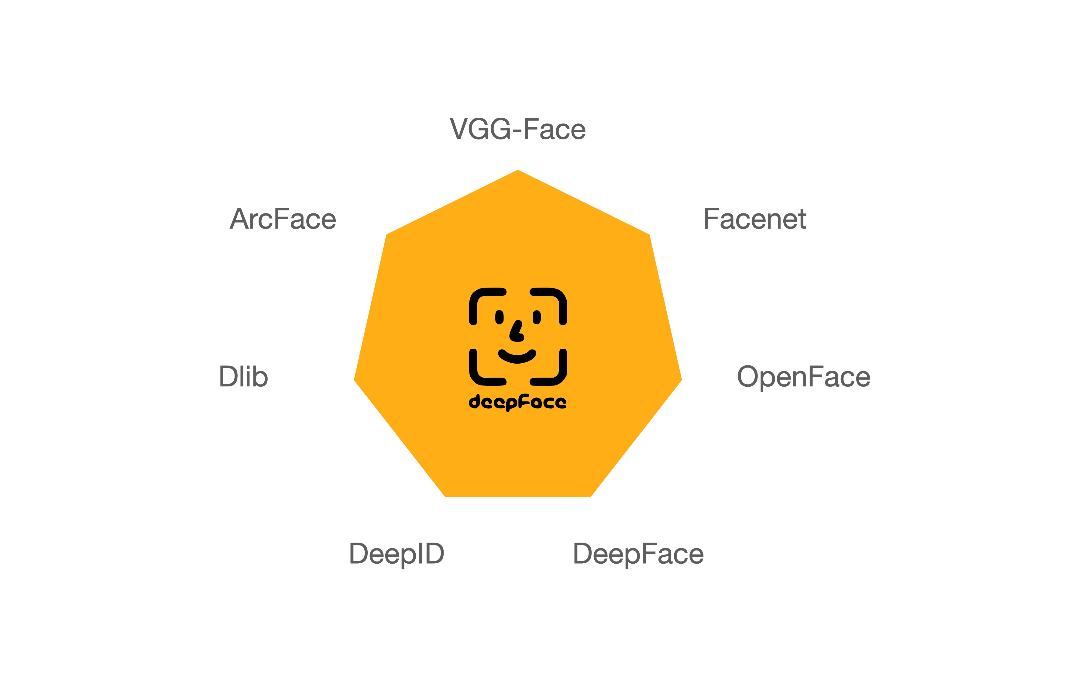 VGG-Face
ArcFace
Facenet
deepface
Dlib
OpenFace
DeepID
DeepFace